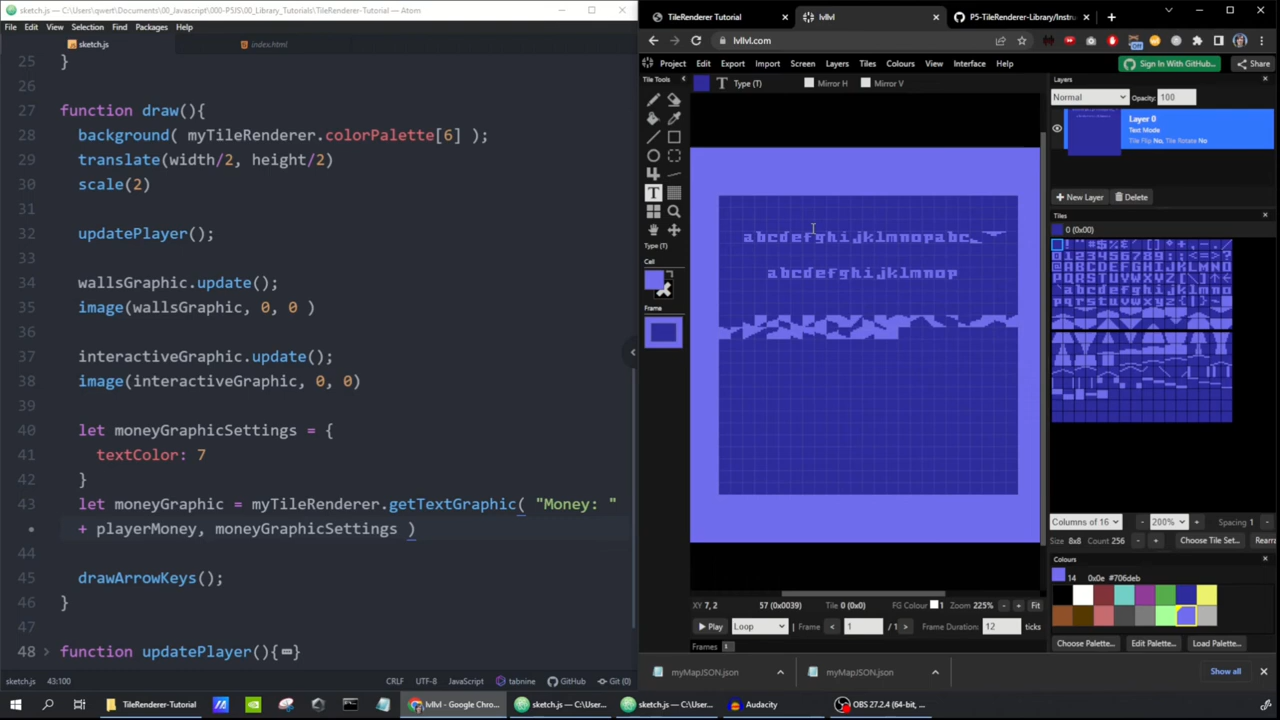 sketch.js — C:\Users\qwert\Documents\00_Library_Tutorials\000-P5JS\00_Library_Tutorials\TileRenderer-Tutorial — Atom
File Edit View Selection Find Packages Help
sketch.js
index.html
25 }
26
27 function draw(){
28 background( myTileRenderer.colorPalette[6] );
29 translate(width/2, height/2)
30 scale(2)
31
32 updatePlayer();
33
34 wallsGraphic.update();
35 image(wallsGraphic, 0, 0 )
36
37 interactiveGraphic.update();
38 image(interactiveGraphic, 0, 0)
39
40 let moneyGraphicSettings = {
41 textColor: 7
42 }
43 let moneyGraphic = myTileRenderer.getTextGraphic( "Money: "
+ playerMoney, moneyGraphicSettings )
44
45 drawArrowKeys();
46 }
47
48 function updatePlayer(){
sketch.js 43:100
CRLF UTF-8 JavaScript tabnine GitHub Git (0)
TileRenderer Tutorial
lvllvl
P5-TileRenderer-Library/Instru
lvllvl.com
Project Edit Export Import Screen Layers Tiles Colours View Interface Help
Sign In With GitHub...
Share
Tile Tools
T Type (T) Mirror H Mirror V
Type (T)
Cell
Frame
abcdefghijklmnopabc
abcdefghijklmnop
Layers
Normal Opacity: 100
Layer 0
Text Mode
Tile Flip No, Tile Rotate No
New Layer Delete
Tiles
0 (0x00)
Columns of 16 - 200% + Spacing 1
Size 8x8 Count 256 - + Choose Tile Set... Rearra
Colours
14 0x0e #706deb
Choose Palette... Edit Palette... Load Palette...
XY 7, 2 57 (0x0039) Tile 0 (0x0) FG Colour 1 Zoom 225% - + Fit
Play Loop Frame < 1 / 1 > Frame Duration: 12 ticks
Frames
myMapJSON.json
myMapJSON.json
Show all
TileRenderer-Tutorial
lvllvl - Google Chro...
sketch.js — C:\User...
sketch.js — C:\User...
Audacity
OBS 27.2.4 (64-bit, ...